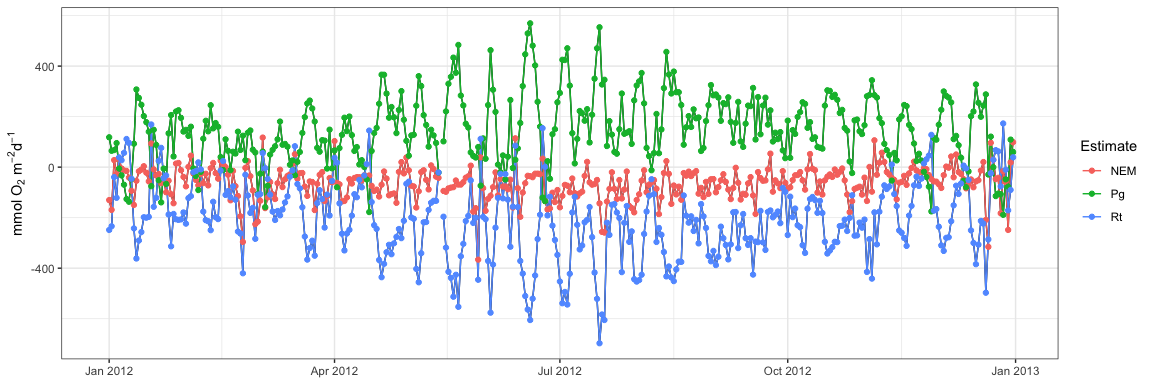 mmol O₂ m⁻²d⁻¹
400
0
-400
Jan 2012
Apr 2012
Jul 2012
Oct 2012
Jan 2013
Estimate
NEM
Pg
Rt